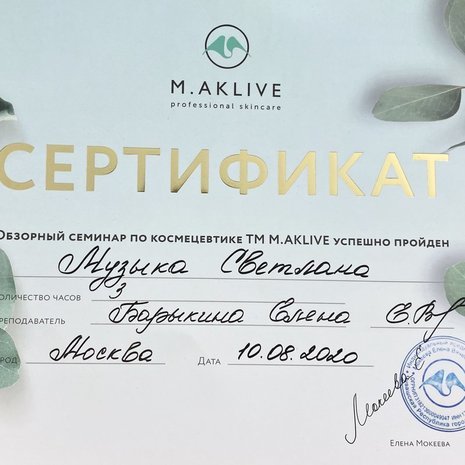 M.AKLIVE
professional skincare
СЕРТИФИКАТ
ОБЗОРНЫЙ СЕМИНАР ПО КОСМЕЦЕВТИКЕ ТМ M.AKLIVE УСПЕШНО ПРОЙДЕН
Музыка Светлана
КОЛИЧЕСТВО ЧАСОВ 3
ПРЕПОДАВАТЕЛЬ Барыкина Елена
ГОРОД Москва ДАТА 10.08.2020
Мокеева
ЕЛЕНА МОКЕЕВА